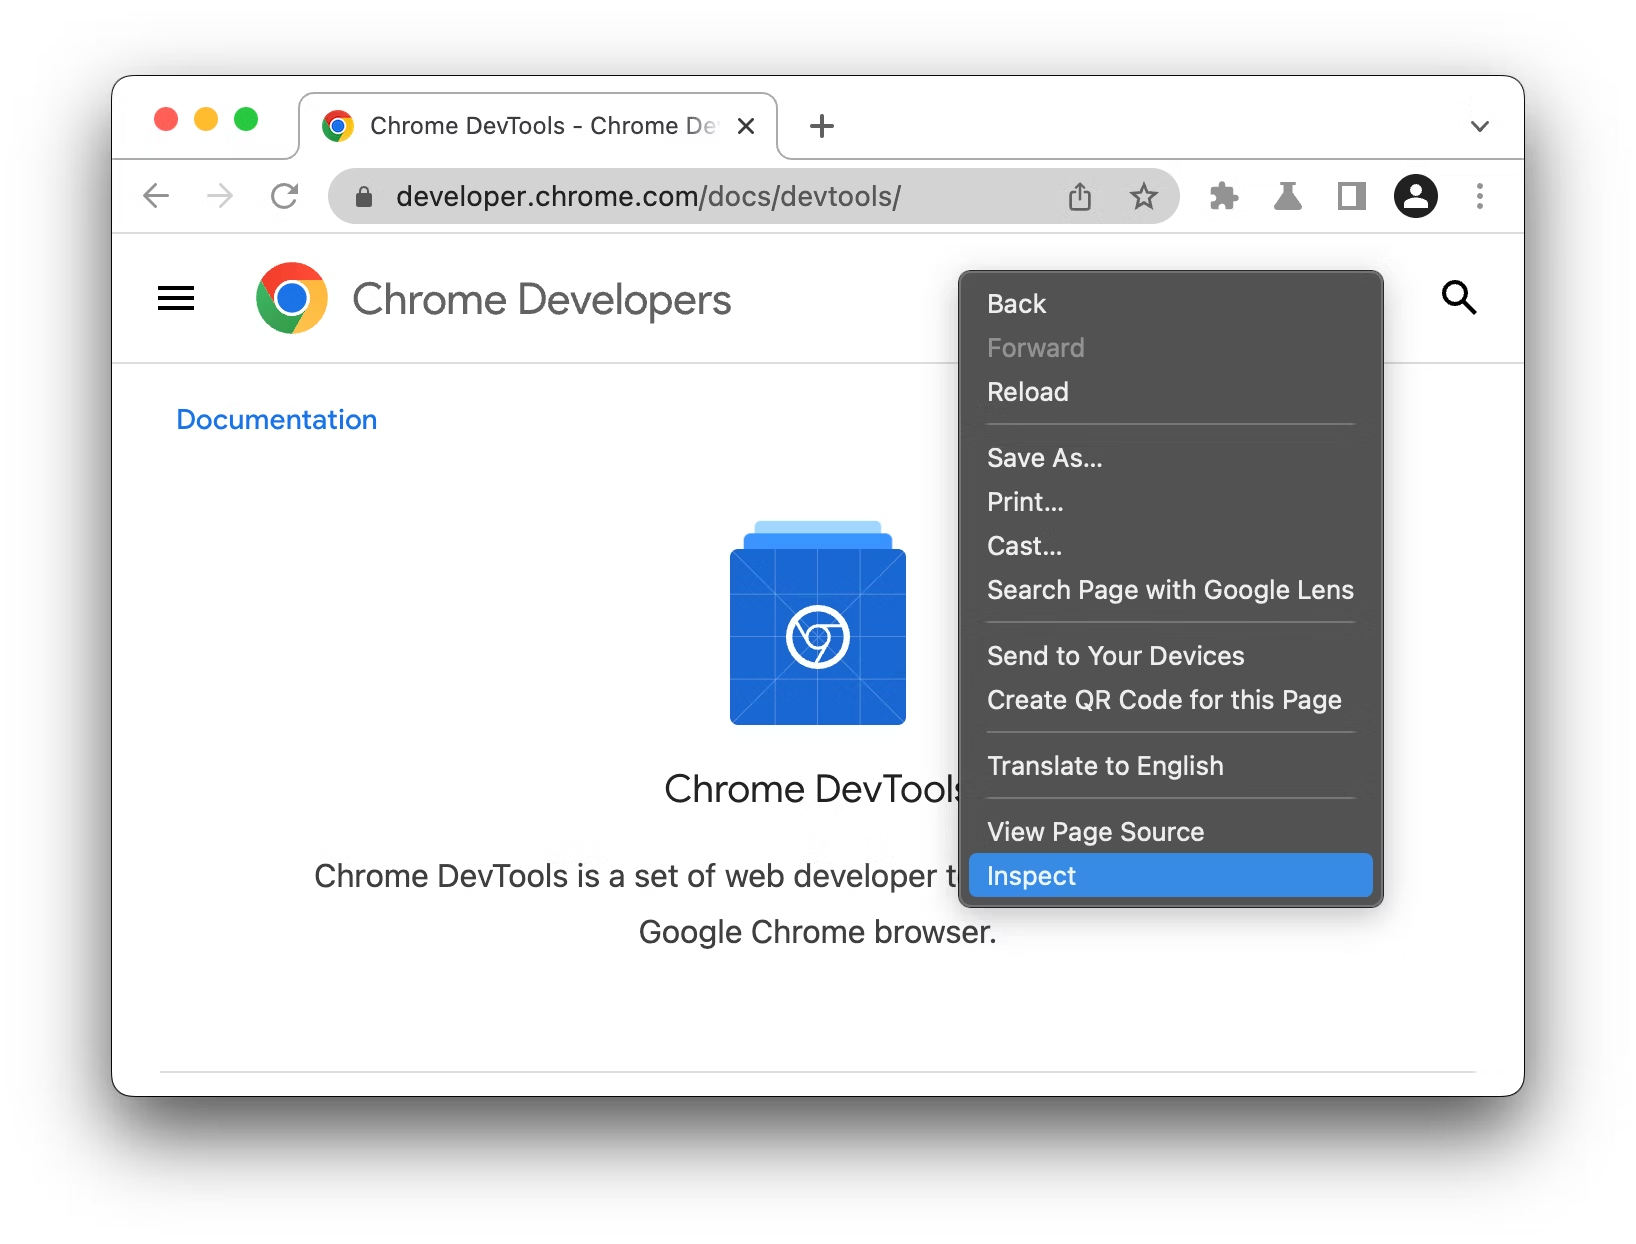 Chrome DevTools - Chrome De
developer.chrome.com/docs/devtools/
Chrome Developers
Documentation
Back
Forward
Reload
Save As...
Print...
Cast...
Search Page with Google Lens
Send to Your Devices
Create QR Code for this Page
Translate to English
View Page Source
Inspect
Chrome DevTools
Chrome DevTools is a set of web developer t
Google Chrome browser.